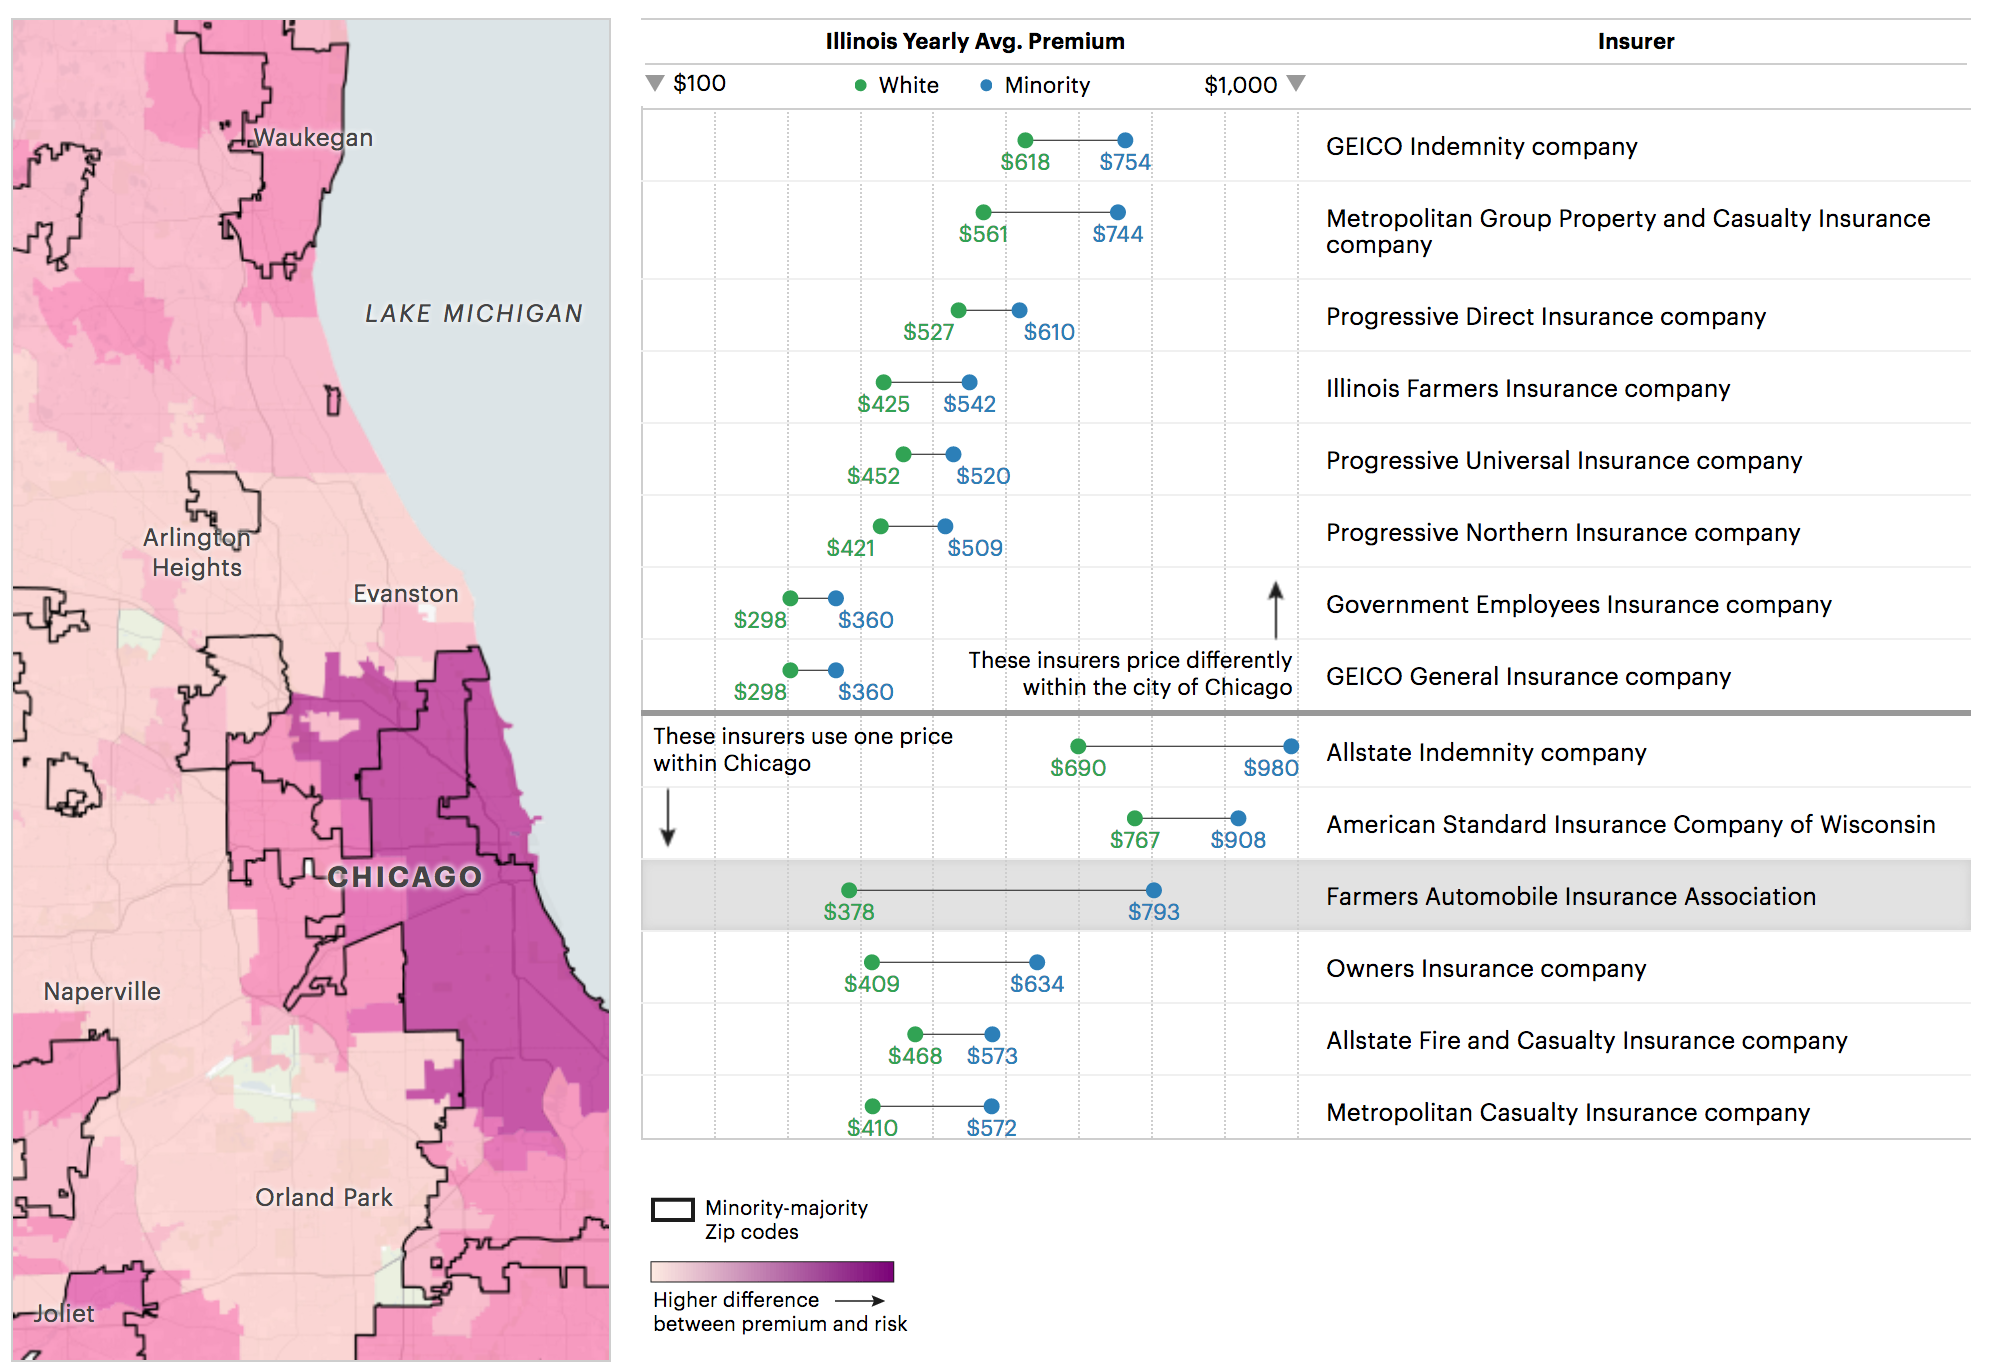 Waukegan
LAKE MICHIGAN
Arlington
Heights
Evanston
CHICAGO
Naperville
Orland Park
Joliet
Illinois Yearly Avg. Premium
Insurer
$100
White
Minority
$1,000
$618
$754
GEICO Indemnity company
$561
$744
Metropolitan Group Property and Casualty Insurance
company
$527
$610
Progressive Direct Insurance company
$425
$542
Illinois Farmers Insurance company
$452
$520
Progressive Universal Insurance company
$421
$509
Progressive Northern Insurance company
$298
$360
Government Employees Insurance company
$298
$360
These insurers price differently
within the city of Chicago
GEICO General Insurance company
These insurers use one price
within Chicago
$690
$980
Allstate Indemnity company
$767
$908
American Standard Insurance Company of Wisconsin
$378
$793
Farmers Automobile Insurance Association
$409
$634
Owners Insurance company
$468
$573
Allstate Fire and Casualty Insurance company
$410
$572
Metropolitan Casualty Insurance company
Minority-majority
Zip codes
Higher difference
between premium and risk